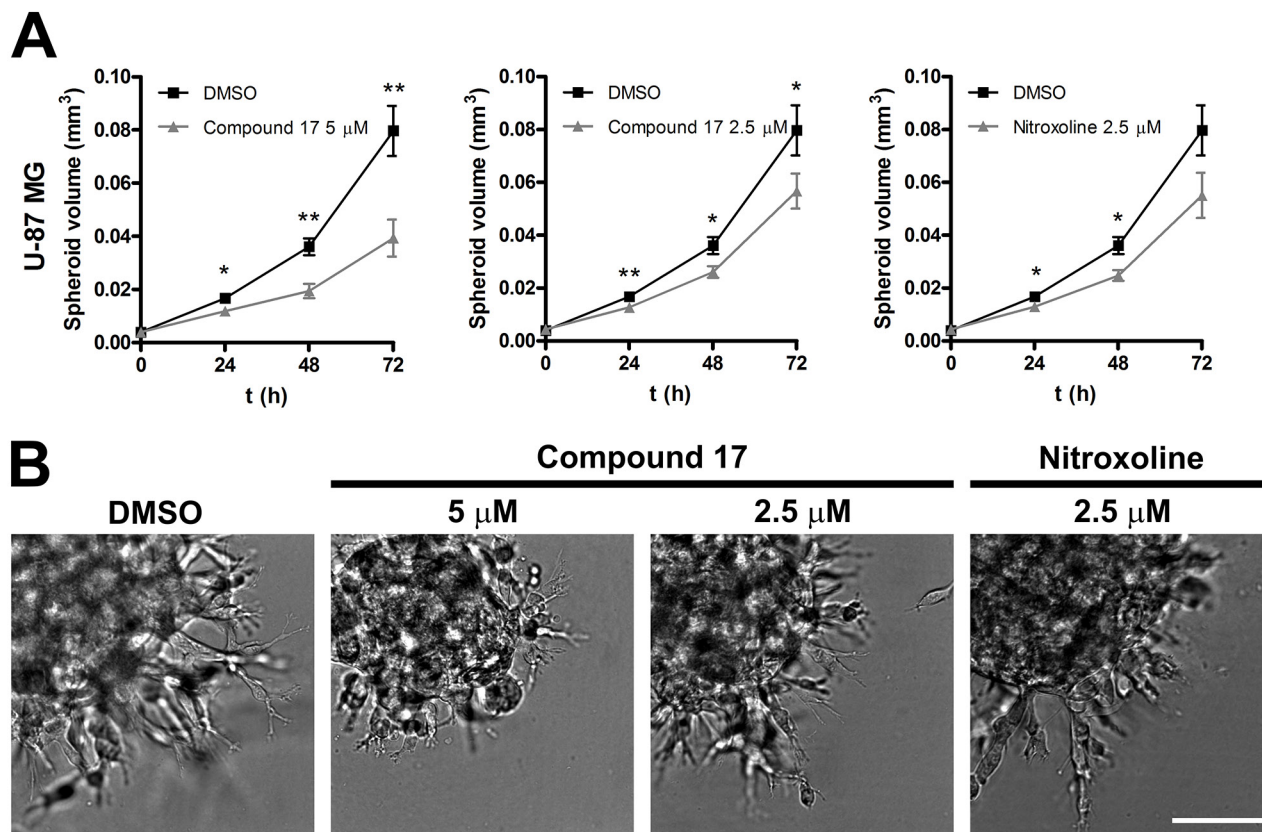 A
U-87 MG
Spheroid volume (mm3)
0.10
0.08
0.06
0.04
0.02
0.00
DMSO
Compound 17 5 μM
*
**
**
0
24
48
72
t (h)
Spheroid volume (mm3)
0.10
0.08
0.06
0.04
0.02
0.00
DMSO
Compound 17 2.5 μM
**
*
*
0
24
48
72
t (h)
Spheroid volume (mm3)
0.10
0.08
0.06
0.04
0.02
0.00
DMSO
Nitroxoline 2.5 μM
*
*
0
24
48
72
t (h)
B
Compound 17
Nitroxoline
DMSO
5 μM
2.5 μM
2.5 μM